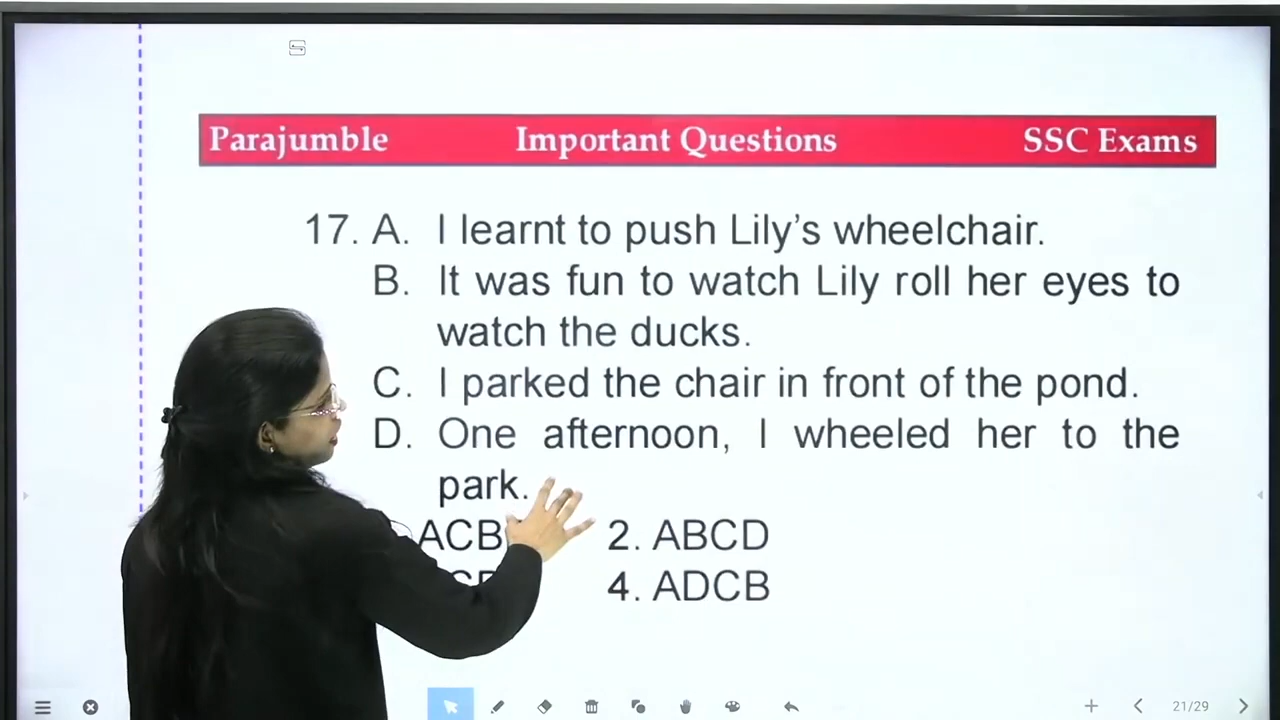 Parajumble Important Questions SSC Exams
17. A. I learnt to push Lily's wheelchair.
B. It was fun to watch Lily roll her eyes to
watch the ducks.
C. I parked the chair in front of the pond.
D. One afternoon, I wheeled her to the
park.
ACB 2. ABCD
4. ADCB
21/29